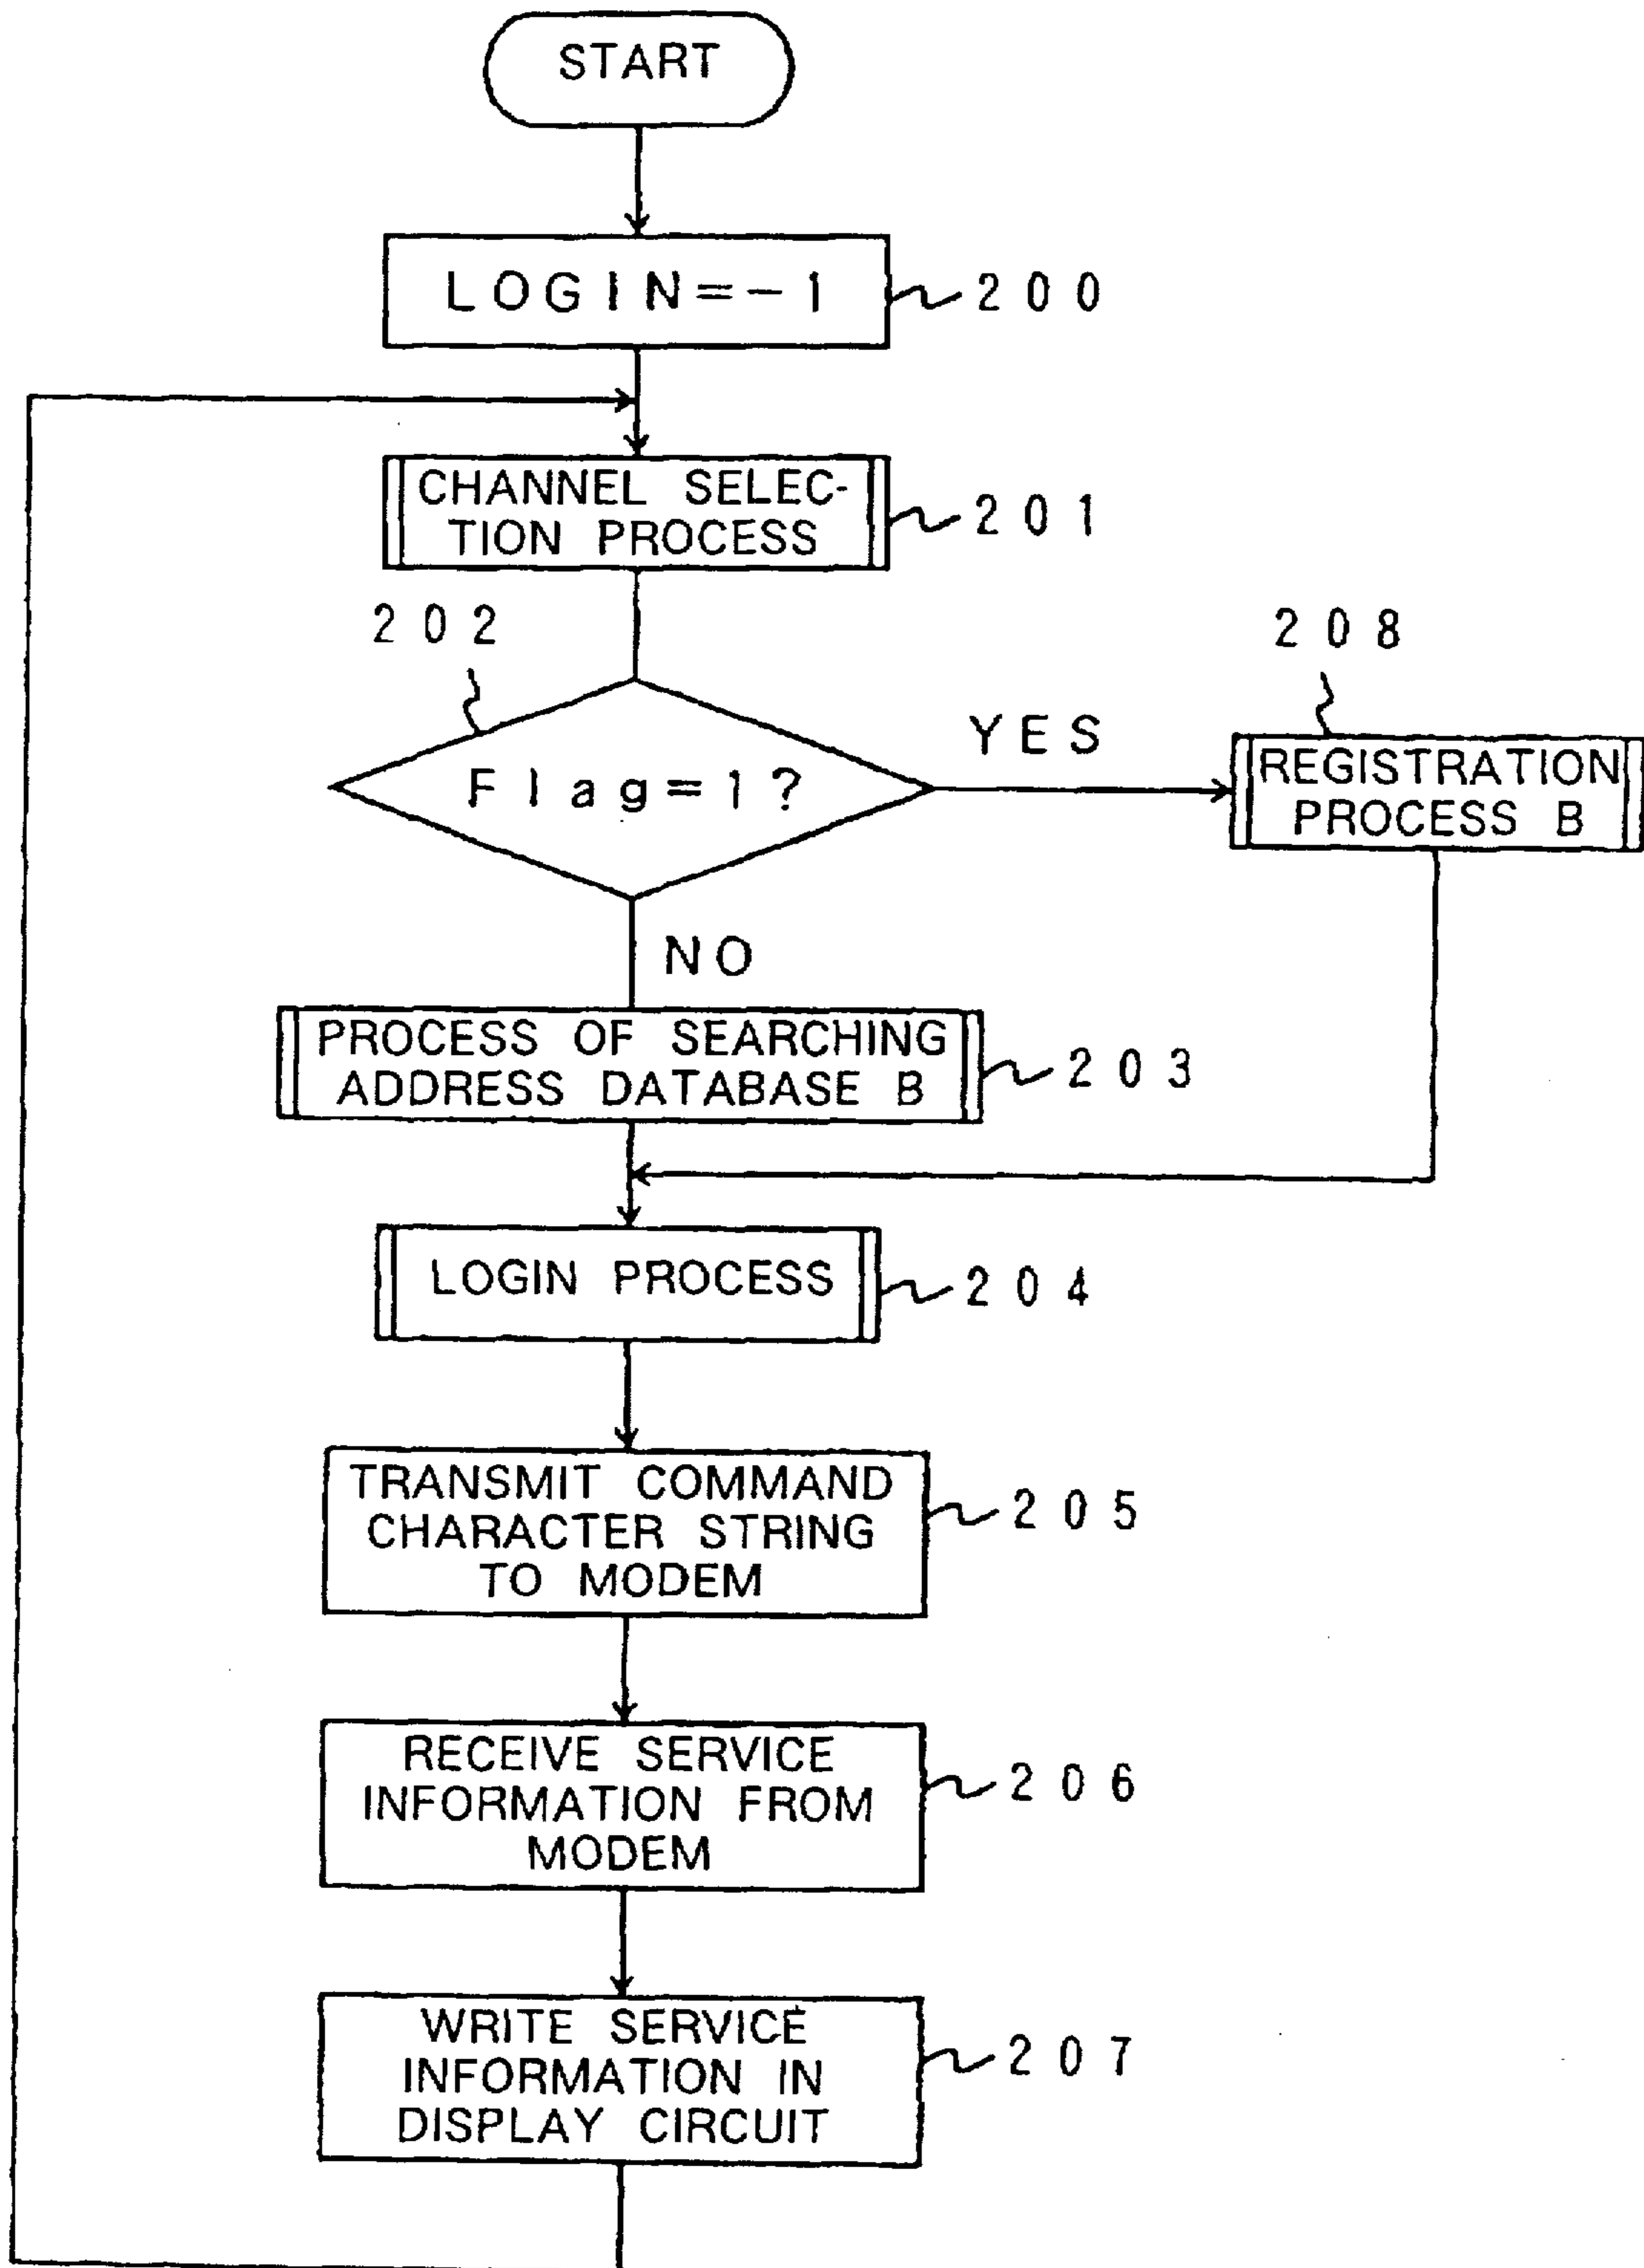 START
LOGIN=-1
200
CHANNEL SELEC-
TION PROCESS
201
202
208
Flag=1?
YES
REGISTRATION
PROCESS B
NO
PROCESS OF SEARCHING
ADDRESS DATABASE B
203
LOGIN PROCESS
204
TRANSMIT COMMAND
CHARACTER STRING
TO MODEM
205
RECEIVE SERVICE
INFORMATION FROM
MODEM
206
WRITE SERVICE
INFORMATION IN
DISPLAY CIRCUIT
207